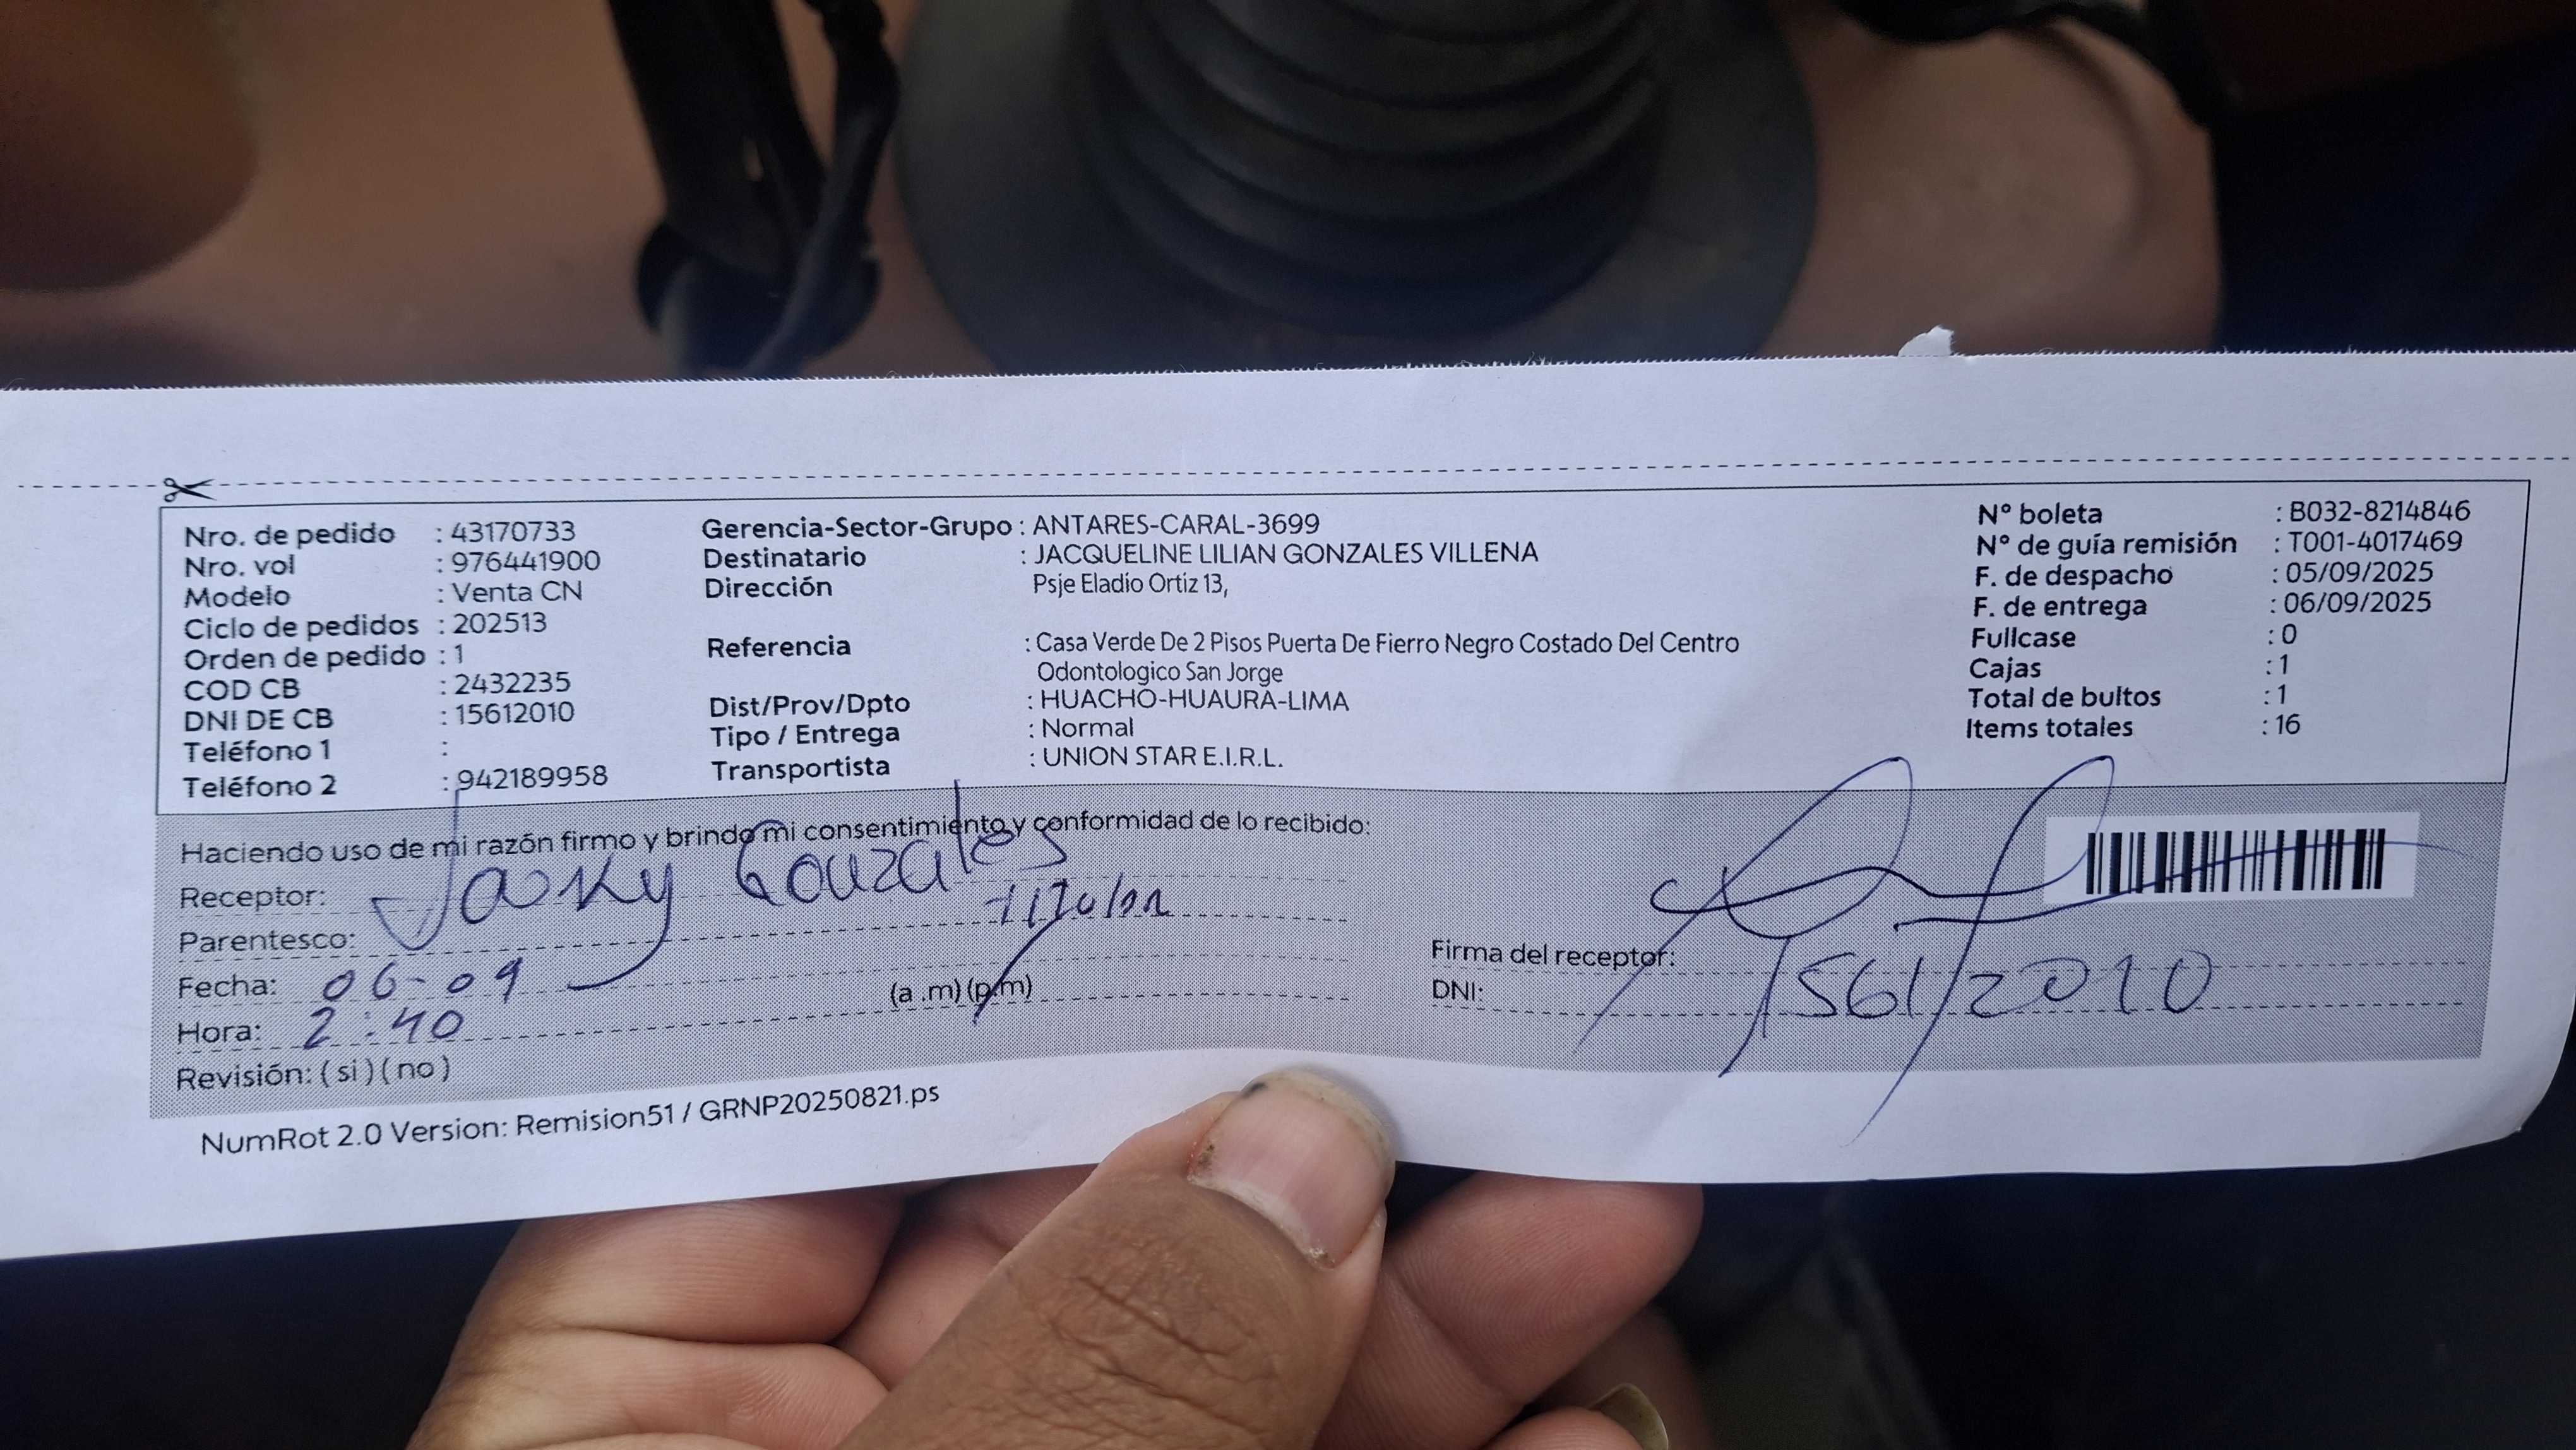 Nro. de pedido : 43170733
Nro. vol : 976441900
Modelo : Venta CN
Ciclo de pedidos : 202513
Orden de pedido : 1
COD CB : 2432235
DNI DE CB : 15612010
Teléfono 1 :
Teléfono 2 : 942189958
Gerencia-Sector-Grupo : ANTARES-CARAL-3699
Destinatario : JACQUELINE LILIAN GONZALES VILLENA
Dirección Psje Eladio Ortiz 13,
Referencia : Casa Verde De 2 Pisos Puerta De Fierro Negro Costado Del Centro
Odontologico San Jorge
Dist/Prov/Dpto : HUACHO-HUAURA-LIMA
Tipo / Entrega : Normal
Transportista : UNION STAR E.I.R.L.
N° boleta : B032-8214846
N° de guía remisión : T001-4017469
F. de despacho : 05/09/2025
F. de entrega : 06/09/2025
Fullcase : 0
Cajas : 1
Total de bultos : 1
Items totales : 16
Haciendo uso de mi razón firmo y brindo mi consentimiento y conformidad de lo recibido:
Receptor: Jacky Gonzales
Parentesco: titular
Fecha: 06-09
Hora: 2:40 (a .m) (p.m)
Revisión: ( si ) ( no )
Firma del receptor:
DNI: 15612010
NumRot 2.0 Version: Remision51 / GRNP20250821.ps